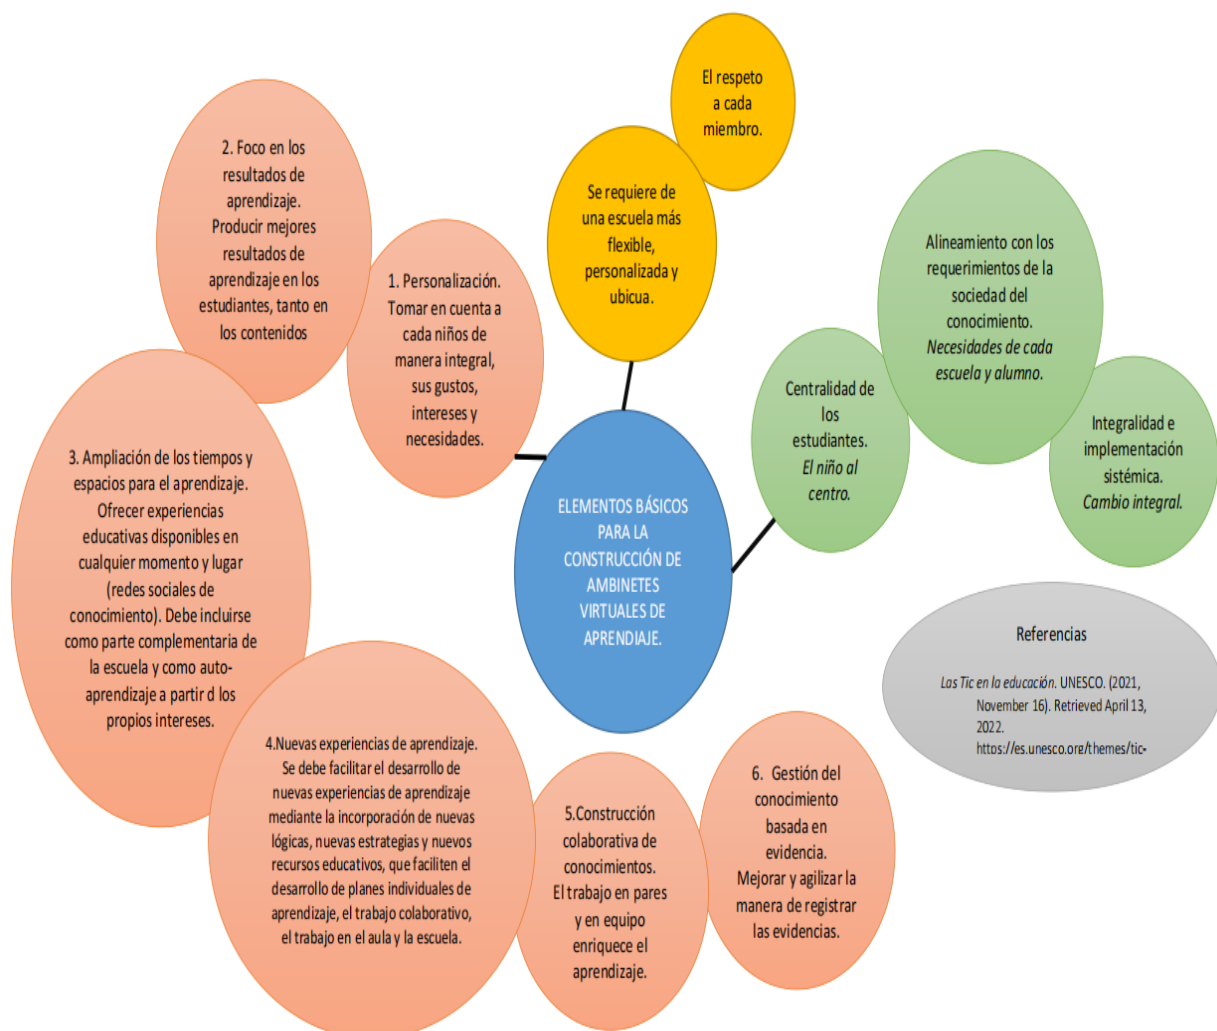 El respeto
a cada
miembro.
Se requiere de
una escuela más
flexible,
personalizada y
ubicua.
2. Foco en los
resultados de
aprendizaje.
Producir mejores
resultados de
aprendizaje en los
estudiantes, tanto en
los contenidos
1. Personalización.
Tomar en cuenta a
cada niños de
manera integral,
sus gustos,
intereses y
necesidades.
3. Ampliación de los tiempos y
espacios para el aprendizaje.
Ofrecer experiencias
educativas disponibles en
cualquier momento y lugar
(redes sociales de
conocimiento). Debe incluirse
como parte complementaria de
la escuela y como auto-
aprendizaje a partir d los
propios intereses.
4.Nuevas experiencias de aprendizaje.
Se debe facilitar el desarrollo de
nuevas experiencias de aprendizaje
mediante la incorporación de nuevas
lógicas, nuevas estrategias y nuevos
recursos educativos, que faciliten el
desarrollo de planes individuales de
aprendizaje, el trabajo colaborativo,
el trabajo en el aula y la escuela.
5.Construcción
colaborativa de
conocimientos.
El trabajo en pares
y en equipo
enriquece el
aprendizaje.
6. Gestión del
conocimiento
basada en
evidencia.
Mejorar y agilizar la
manera de registrar
las evidencias.
ELEMENTOS BÁSICOS
PARA LA
CONSTRUCCIÓN DE
AMBINETES
VIRTUALES DE
APRENDIAJE.
Centralidad de
los
estudiantes.
El niño al
centro.
Alineamiento con los
requerimientos de la
sociedad del
conocimiento.
Necesidades de cada
escuela y alumno.
Integralidad e
implementación
sistémica.
Cambio integral.
Referencias
Las Tic en la educación. UNESCO. (2021,
November 16). Retrieved April 13,
2022.
https://es.unesco.org/themes/tic-